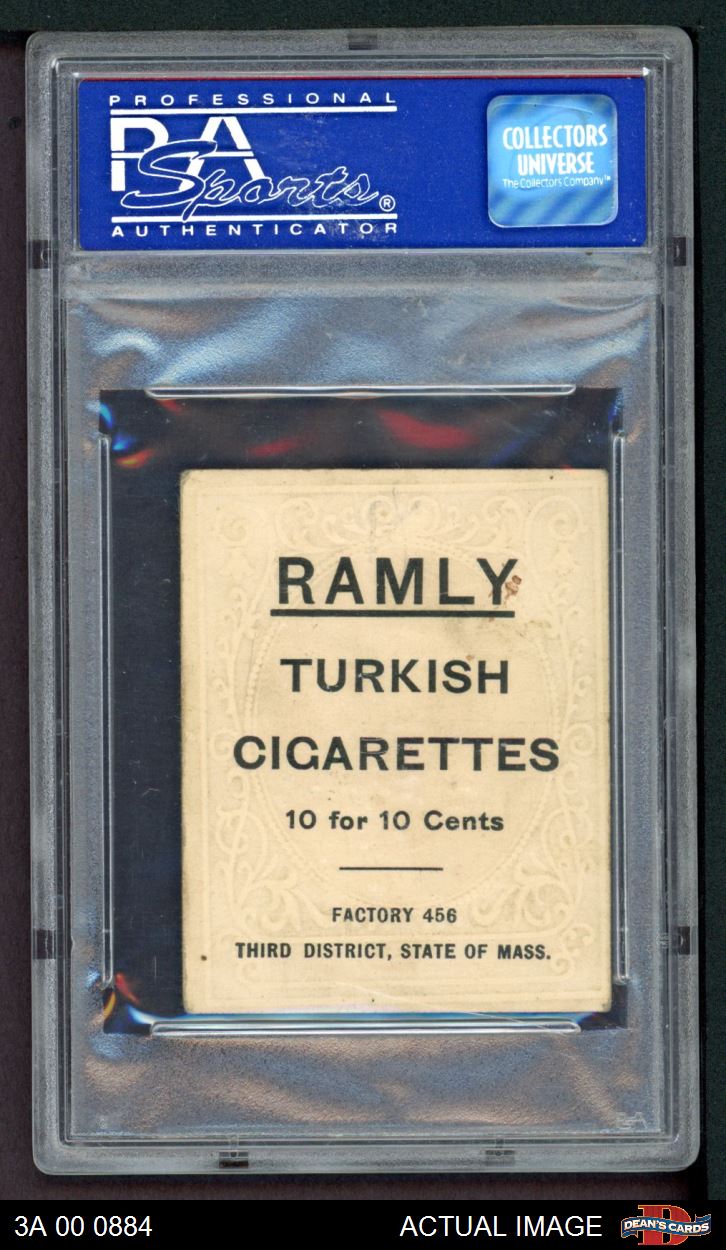 PROFESSIONAL
PSA
Sports®
AUTHENTICATOR
COLLECTORS
UNIVERSE
The Collectors Company™
RAMLY
TURKISH
CIGARETTES
10 for 10 Cents
FACTORY 456
THIRD DISTRICT, STATE OF MASS.
3A 00 0884
ACTUAL IMAGE
D
DEAN'S CARDS